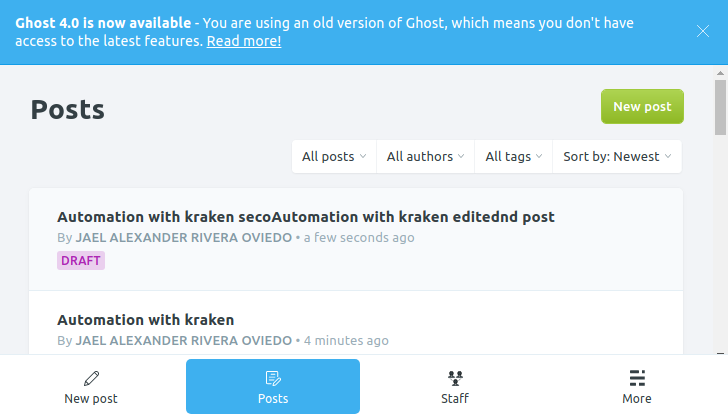 Ghost 4.0 is now available - You are using an old version of Ghost, which means you don't have
access to the latest features. Read more!
Posts
New post
All posts
All authors
All tags
Sort by: Newest
Automation with kraken secoAutomation with kraken editednd post
By JAEL ALEXANDER RIVERA OVIEDO • a few seconds ago
DRAFT
Automation with kraken
By JAEL ALEXANDER RIVERA OVIEDO • 4 minutes ago
New post
Posts
Staff
More